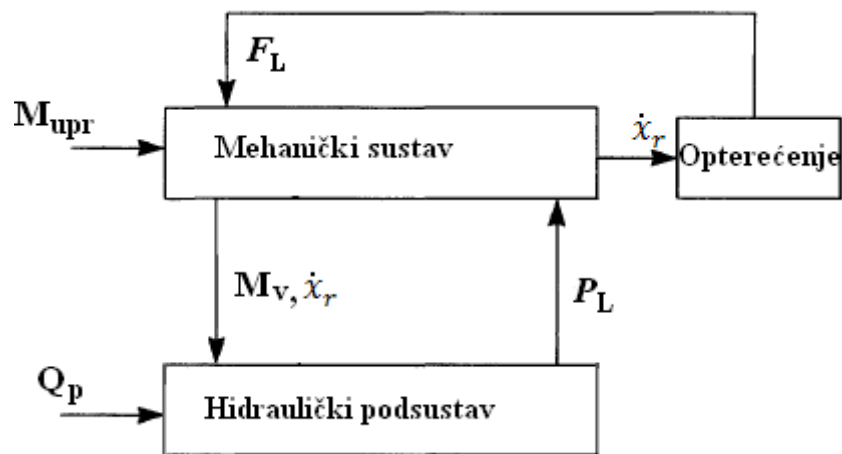 F_L
M_upr
Mehanički sustav
ẋ_r
Opterećenje
M_v, ẋ_r
P_L
Q_p
Hidraulički podsustav